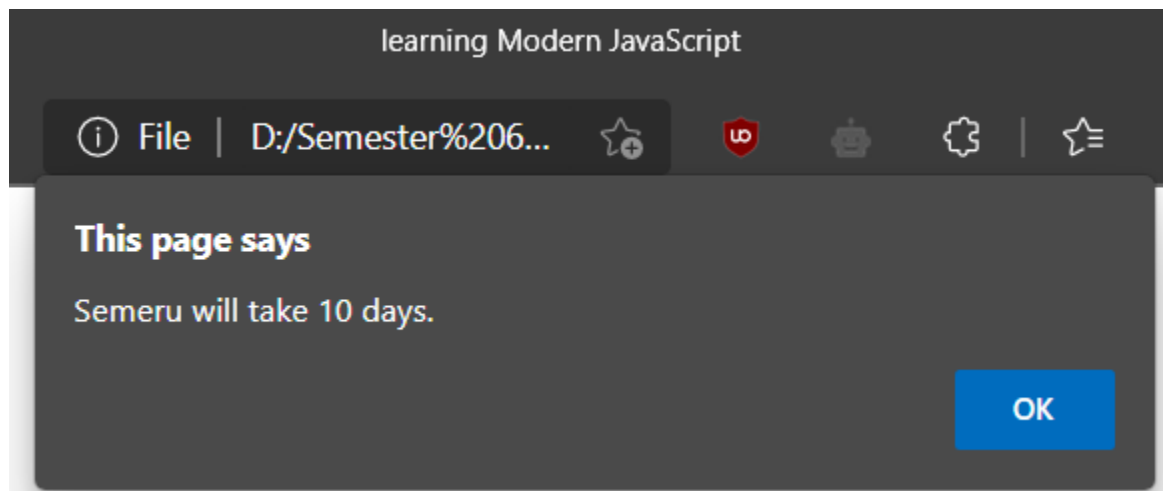 learning Modern JavaScript
File | D:/Semester%206...
This page says
Semeru will take 10 days.
OK